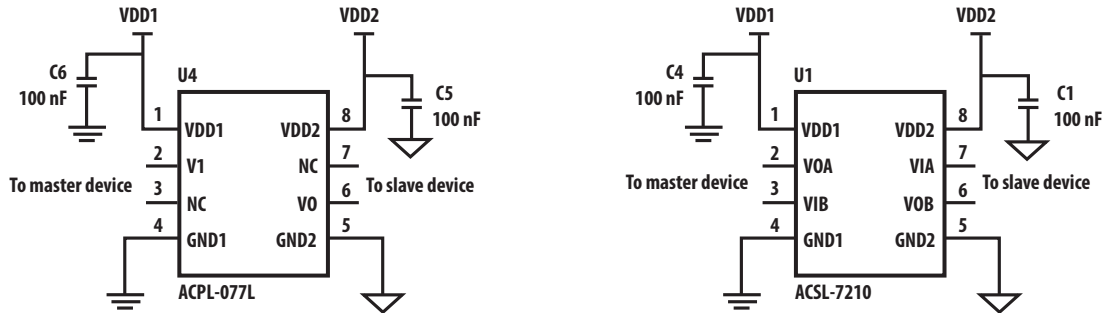 VDD1
VDD2
C6
100 nF
U4
C5
100 nF
1
VDD1
VDD2
8
2
V1
NC
7
To master device
To slave device
3
NC
VO
6
4
GND1
GND2
5
ACPL-077L
VDD1
VDD2
C4
100 nF
U1
C1
100 nF
1
VDD1
VDD2
8
2
VOA
VIA
7
To master device
To slave device
3
VIB
VOB
6
4
GND1
GND2
5
ACSL-7210